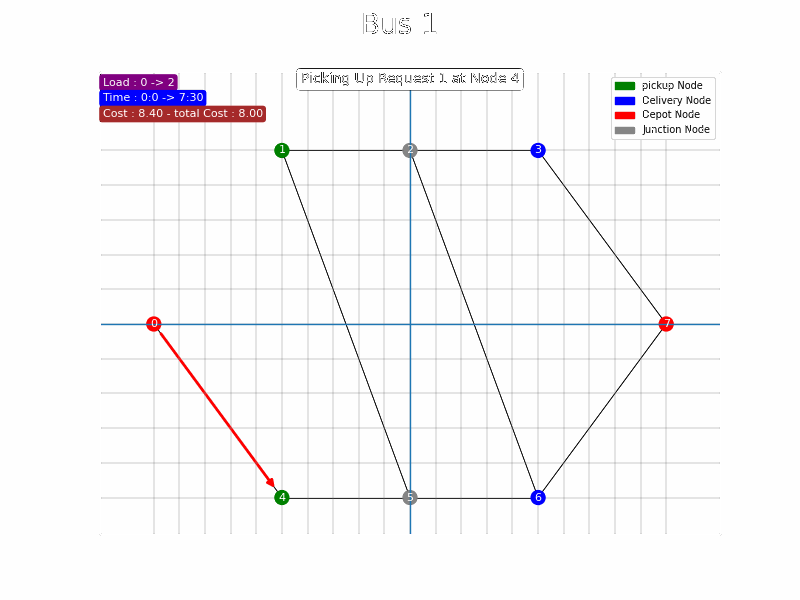 Bus 1
Picking Up Request 1 at Node 4
Load : 0 -> 2
Time : 0:0 -> 7:30
Cost : 8.40 - total Cost : 8.00
pickup Node
Delivery Node
Depot Node
Junction Node
1
2
3
0
7
4
5
6